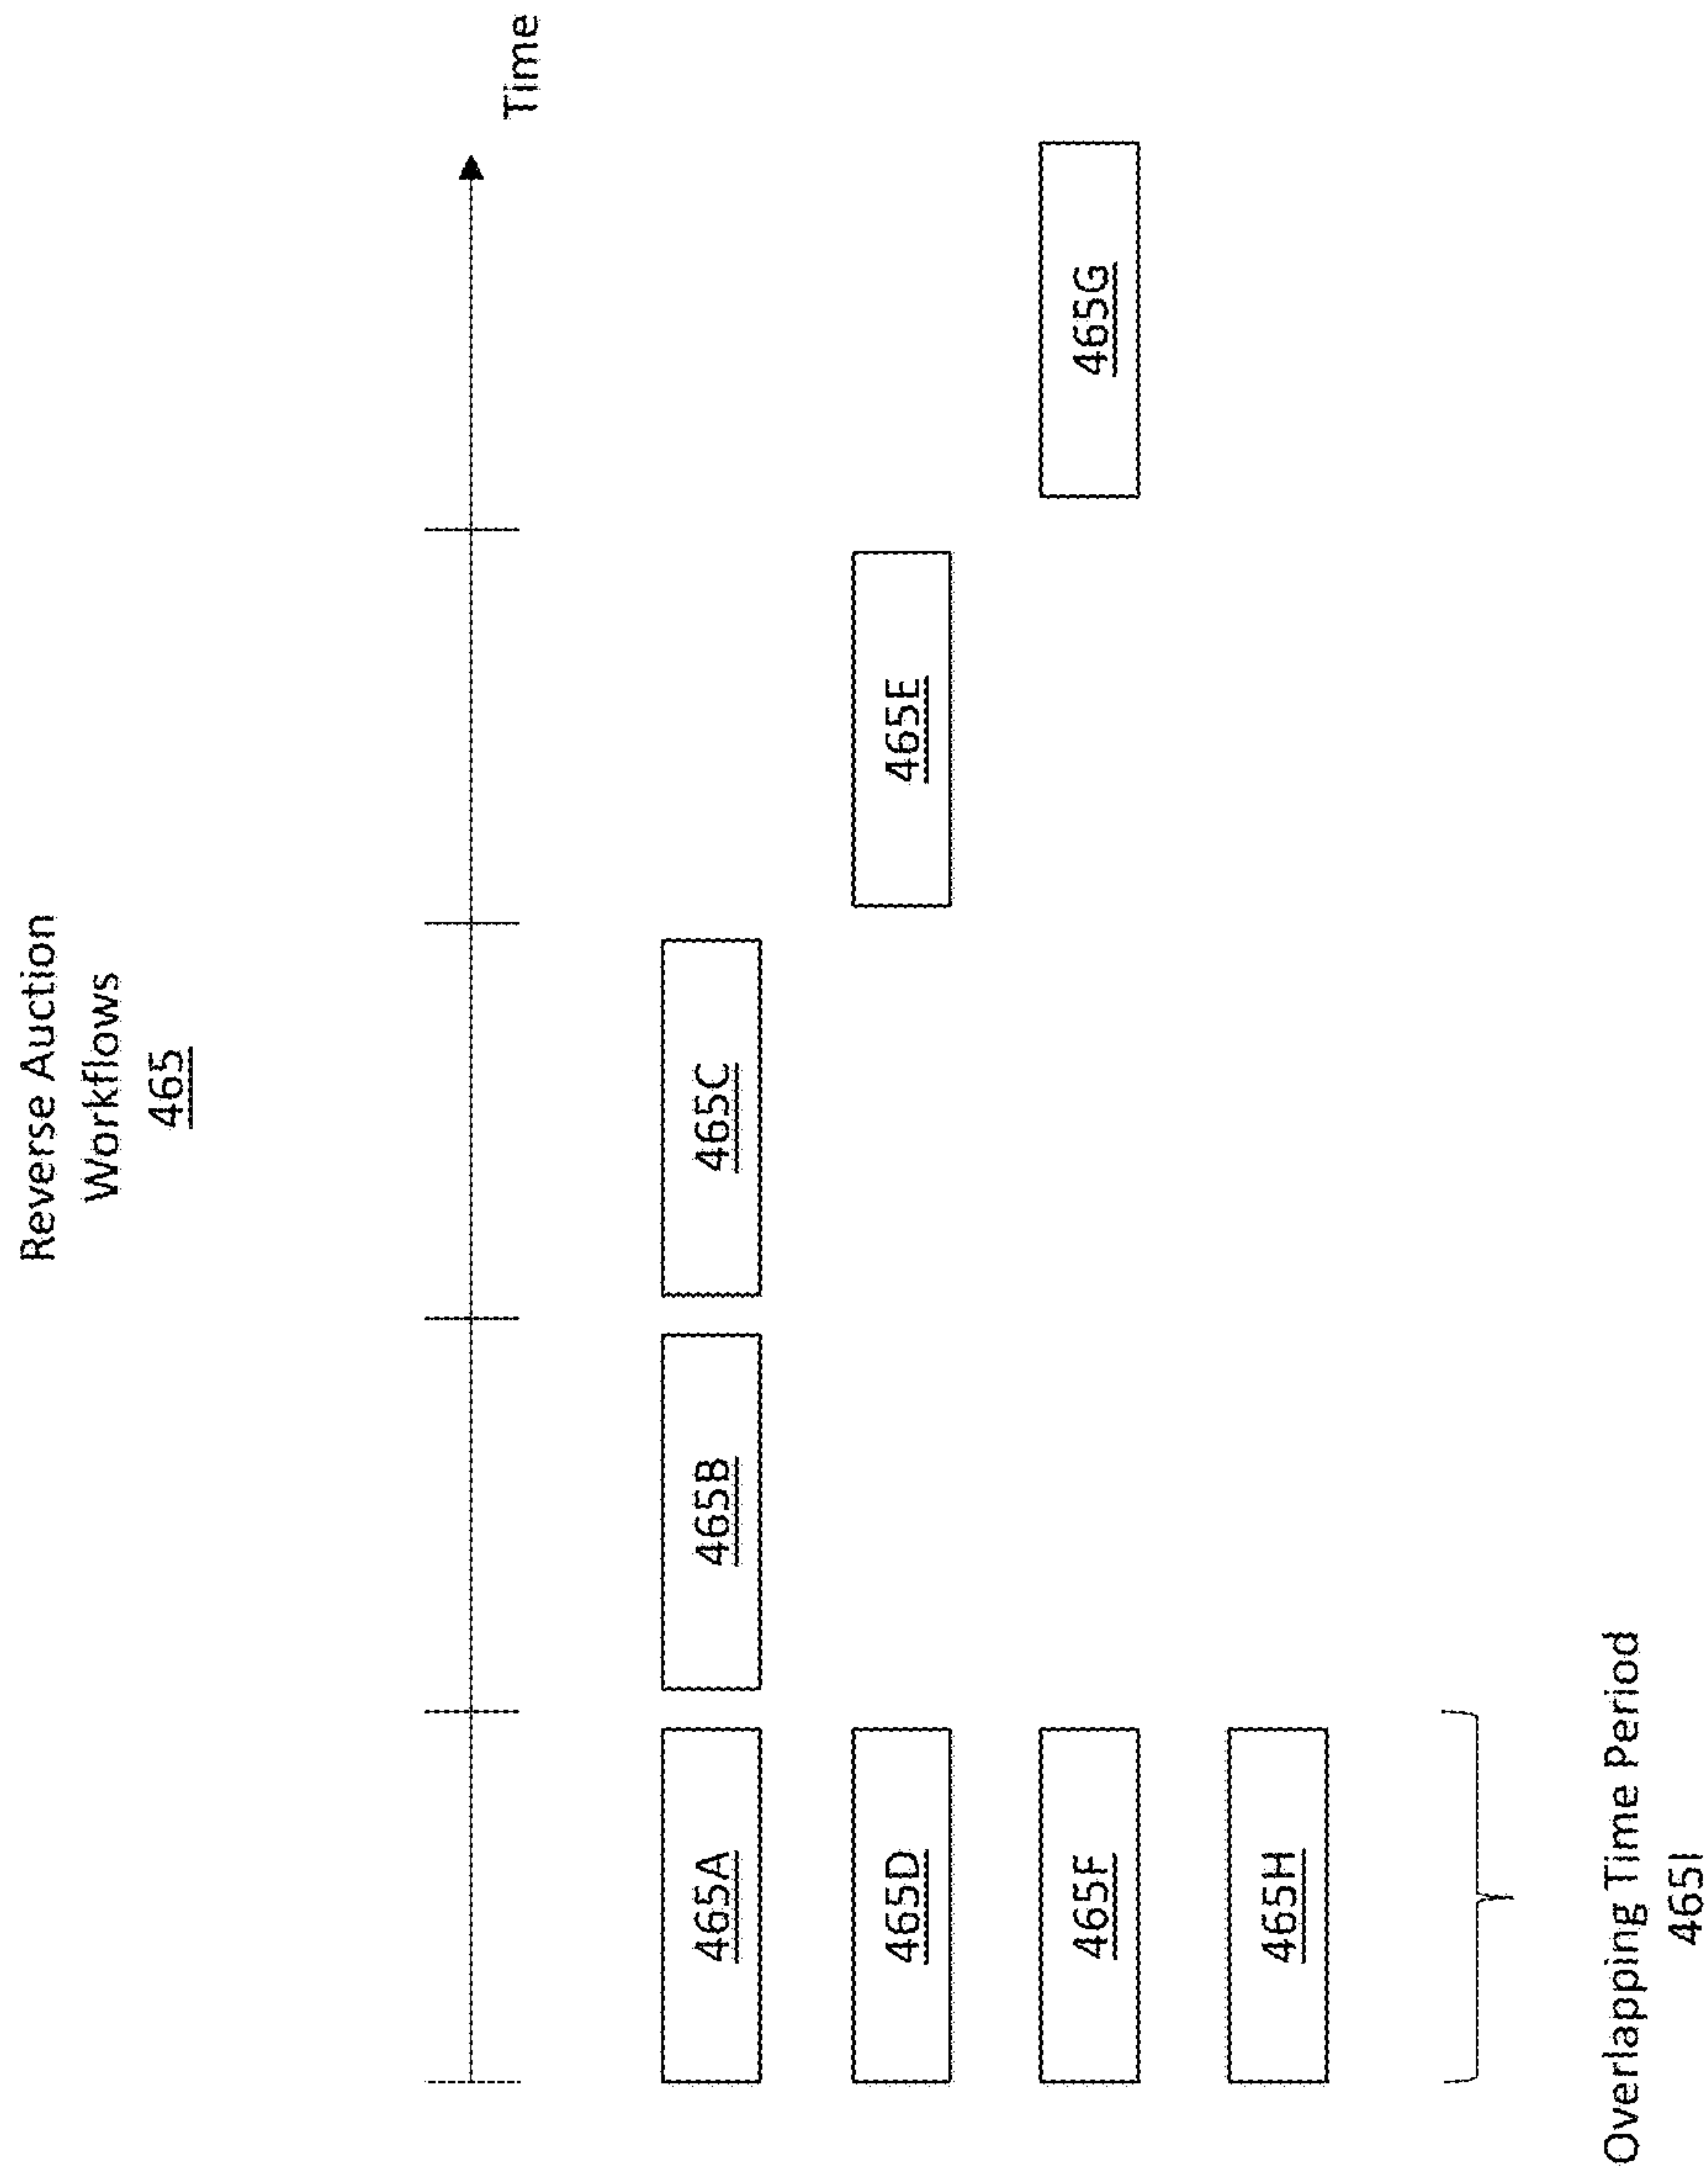 Reverse Auction
Workflows
465
Time
465A
465B
465C
465D
465E
465F
465G
465H
Overlapping Time Period
465I